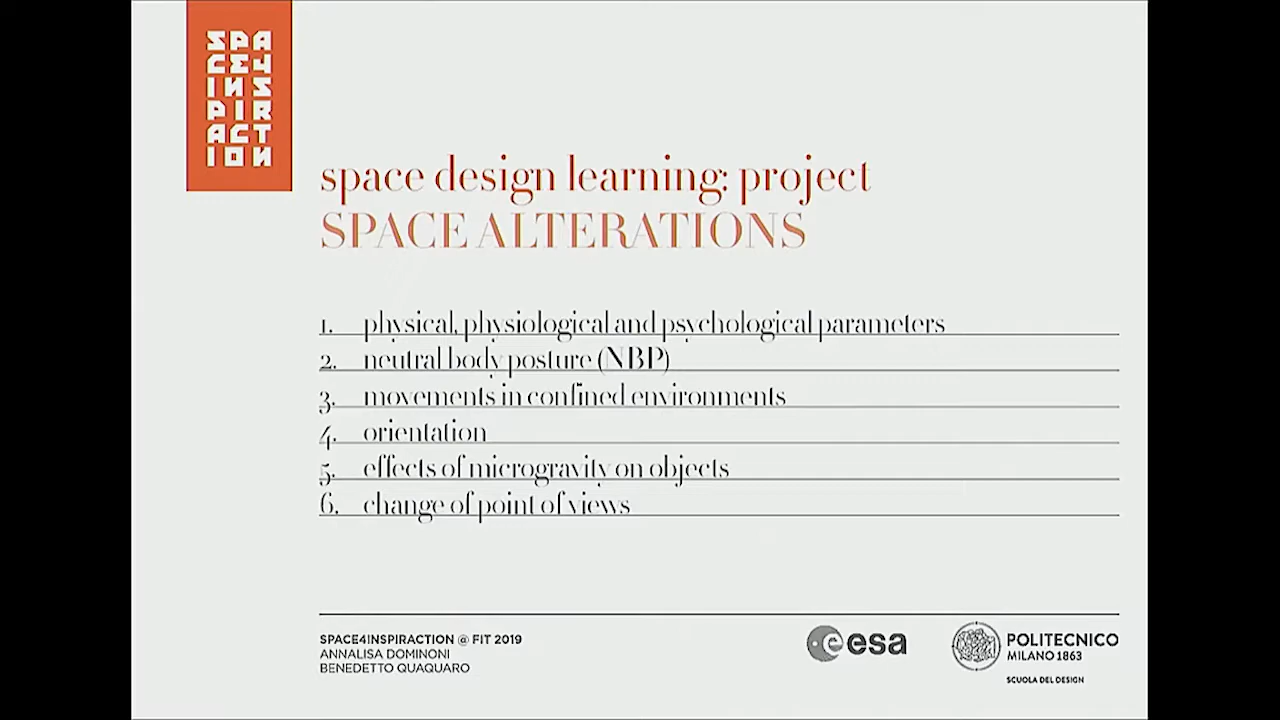 SPA
CE4
INS
PIR
ACT
ION
space design learning: project
SPACE ALTERATIONS
1. physical, physiological and psychological parameters
2. neutral body posture (NBP)
3. movements in confined environments
4. orientation
5. effects of microgravity on objects
6. change of point of views
SPACE4INSPIRACTION @ FIT 2019
ANNALISA DOMINONI
BENEDETTO QUAQUARO
esa
POLITECNICO
MILANO 1863
SCUOLA DEL DESIGN